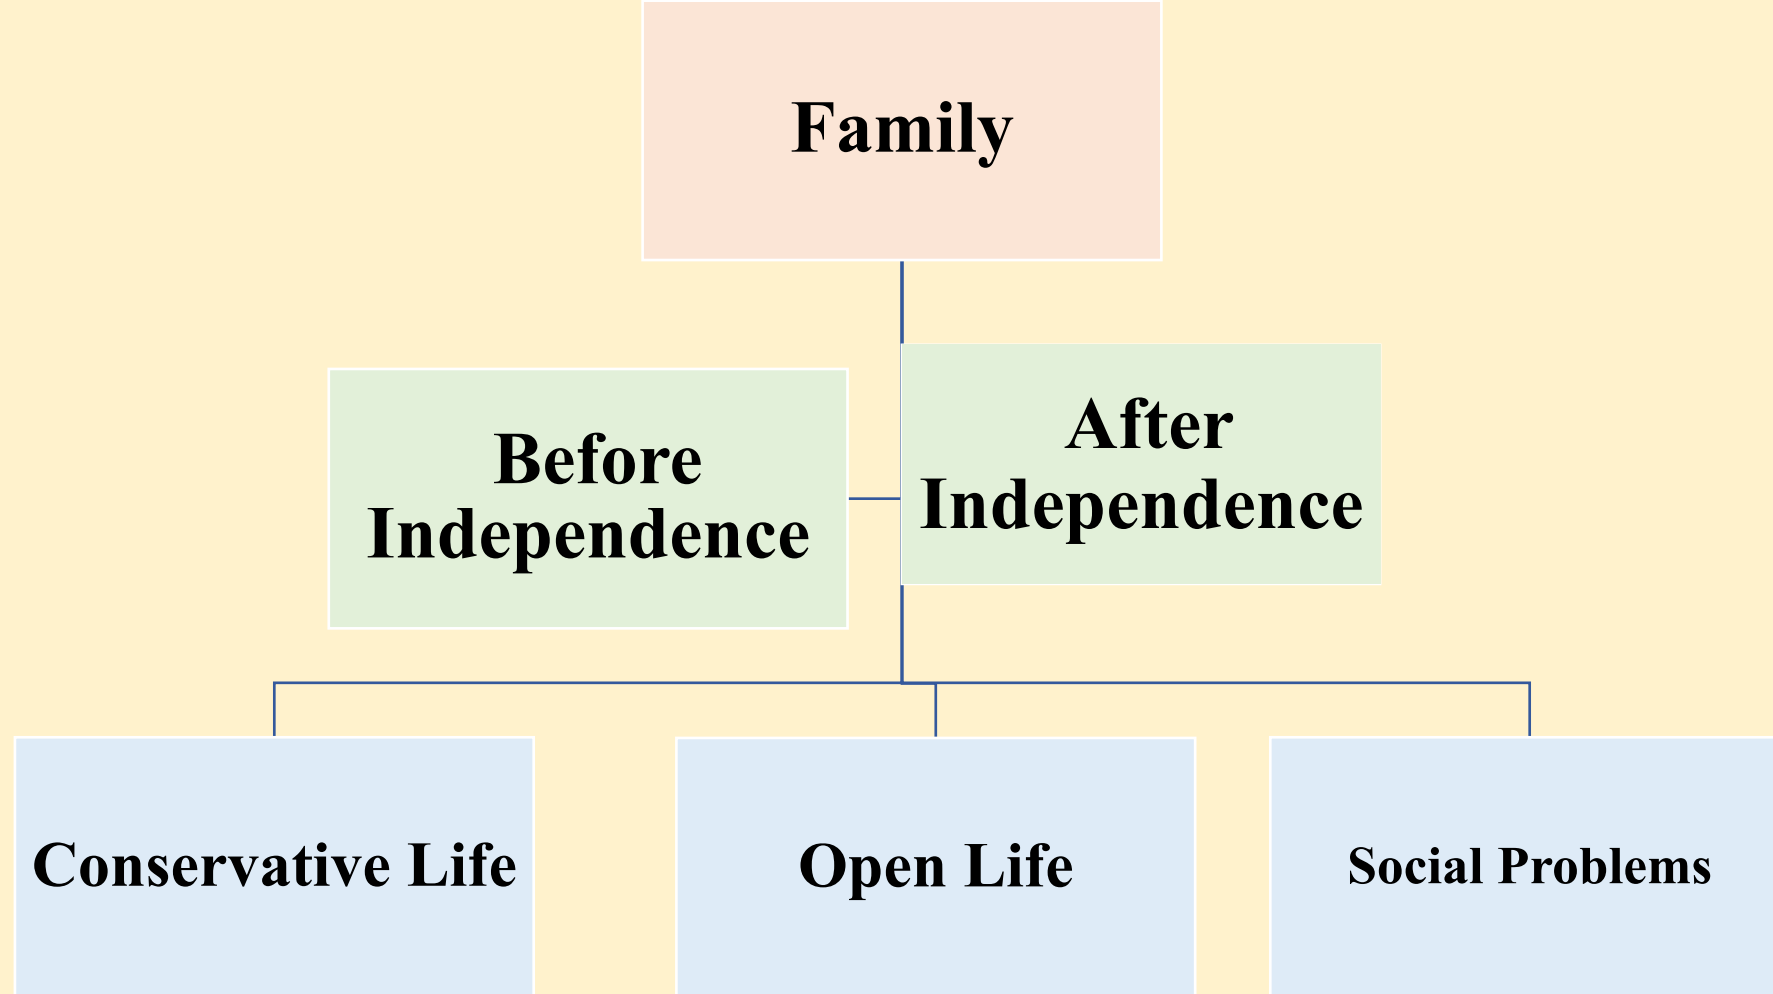 Family
Before
Independence
After
Independence
Conservative Life
Open Life
Social Problems